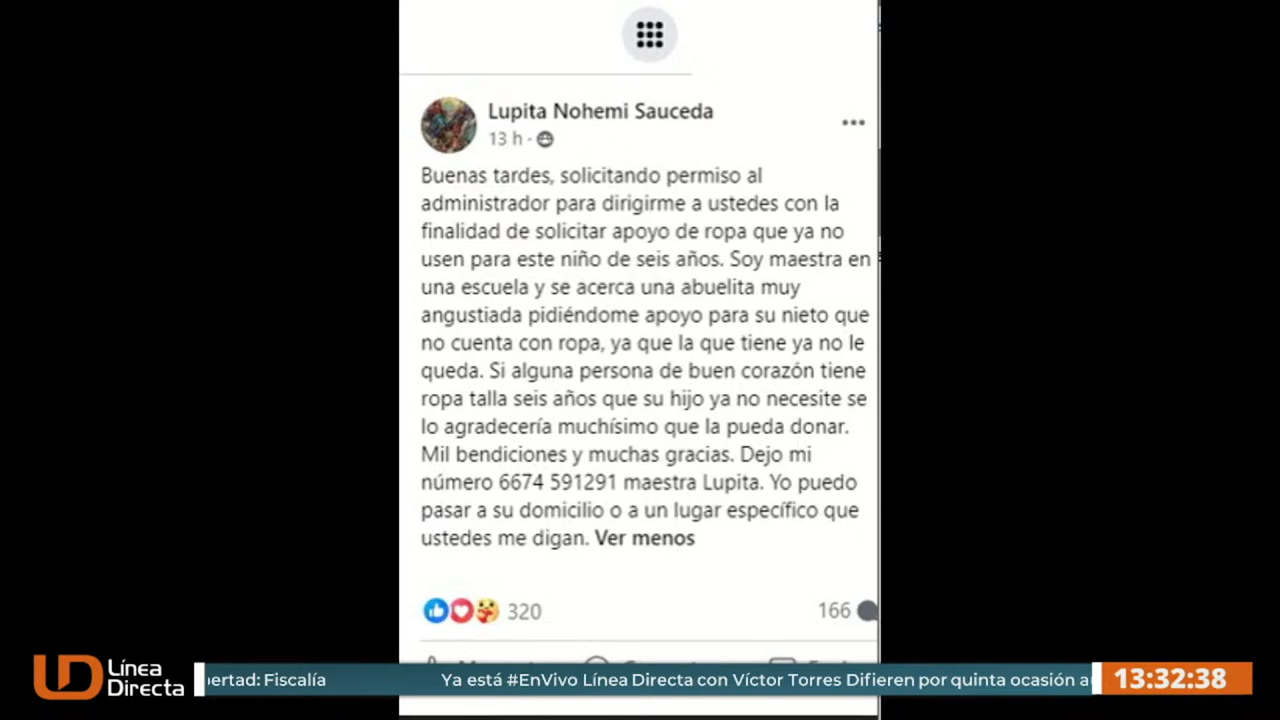 Lupita Nohemi Sauceda
13 h ·
Buenas tardes, solicitando permiso al
administrador para dirigirme a ustedes con la
finalidad de solicitar apoyo de ropa que ya no
usen para este niño de seis años. Soy maestra en
una escuela y se acerca una abuelita muy
angustiada pidiéndome apoyo para su nieto que
no cuenta con ropa, ya que la que tiene ya no le
queda. Si alguna persona de buen corazón tiene
ropa talla seis años que su hijo ya no necesite se
lo agradecería muchísimo que la pueda donar.
Mil bendiciones y muchas gracias. Dejo mi
número 6674 591291 maestra Lupita. Yo puedo
pasar a su domicilio o a un lugar específico que
ustedes me digan. Ver menos
320
166
Línea
Directa
bertad: Fiscalía Ya está #EnVivo Línea Directa con Víctor Torres Difieren por quinta ocasión
13:32:38